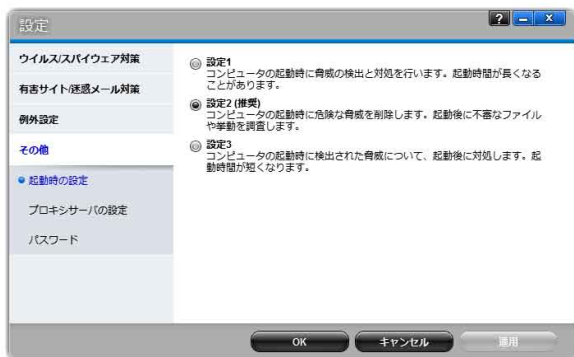 設定
? － X
ウイルス/スパイウェア対策
有害サイト/迷惑メール対策
例外設定
その他
起動時の設定
プロキシサーバの設定
パスワード
設定1
コンピュータの起動時に脅威の検出と対処を行います。起動時間が長くなる
ことがあります。
設定2 (推奨)
コンピュータの起動時に危険な脅威を削除します。起動後に不審なファイル
や挙動を調査します。
設定3
コンピュータの起動時に検出された脅威について、起動後に対処します。起
動時間が短くなります。
OK
キャンセル
適用